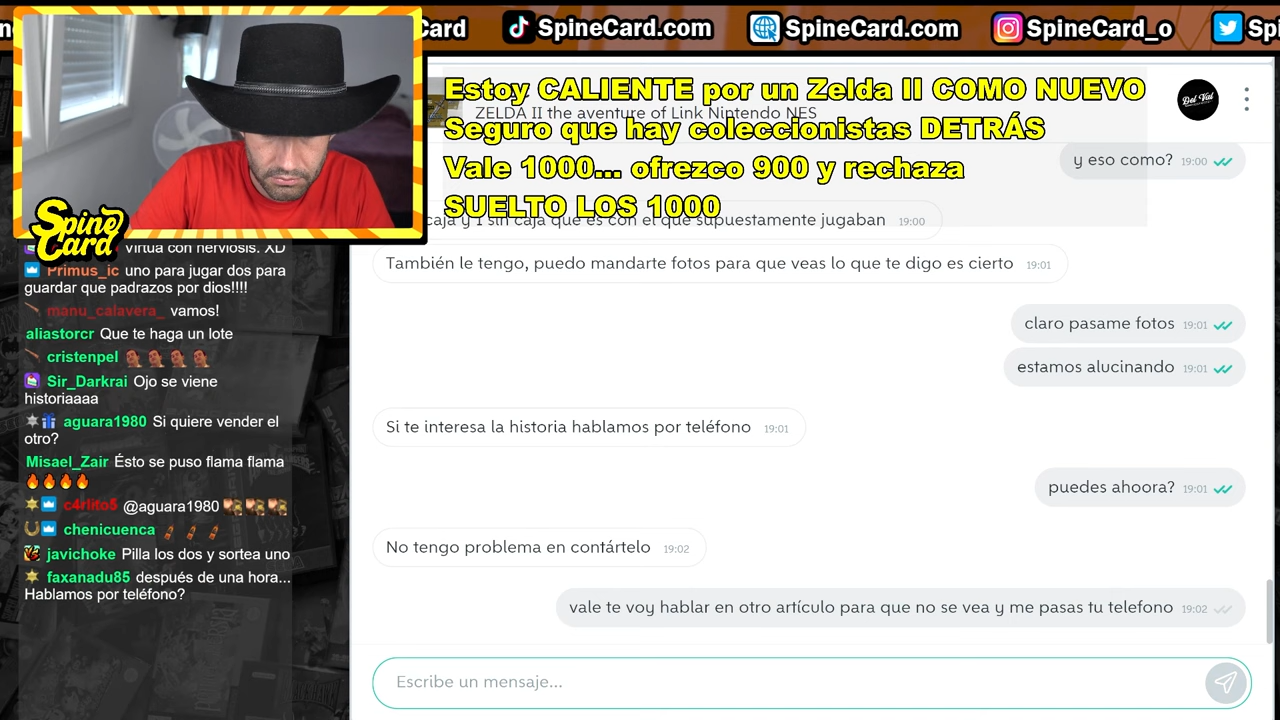 Card
SpineCard.com
SpineCard.com
SpineCard_o
Estoy CALIENTE por un Zelda II COMO NUEVO
ZELDA II the aventure of Link Nintendo NES
Seguro que hay coleccionistas DETRÁS
Vale 1000... ofrezco 900 y rechaza
SUELTO LOS 1000
Del Val
y eso como? 19:00
caja y 1 sin caja que es con el que supuestamente jugaban 19:00
También le tengo, puedo mandarte fotos para que veas lo que te digo es cierto 19:01
claro pasame fotos 19:01
estamos alucinando 19:01
Si te interesa la historia hablamos por teléfono 19:01
puedes ahoora? 19:01
No tengo problema en contártelo 19:02
vale te voy hablar en otro artículo para que no se vea y me pasas tu telefono 19:02
Escribe un mensaje...
Spine
Card
Virtua con nerviosis. XD
Primus_ic uno para jugar dos para
guardar que padrazos por dios!!!!
manu_calavera_ vamos!
aliastorcr Que te haga un lote
cristenpel
Sir_Darkrai Ojo se viene
historiaaaa
aguara1980 Si quiere vender el
otro?
Misael_Zair Ésto se puso flama flama
c4rlito5 @aguara1980
chenicuenca
javichoke Pilla los dos y sortea uno
faxanadu85 después de una hora...
Hablamos por teléfono?